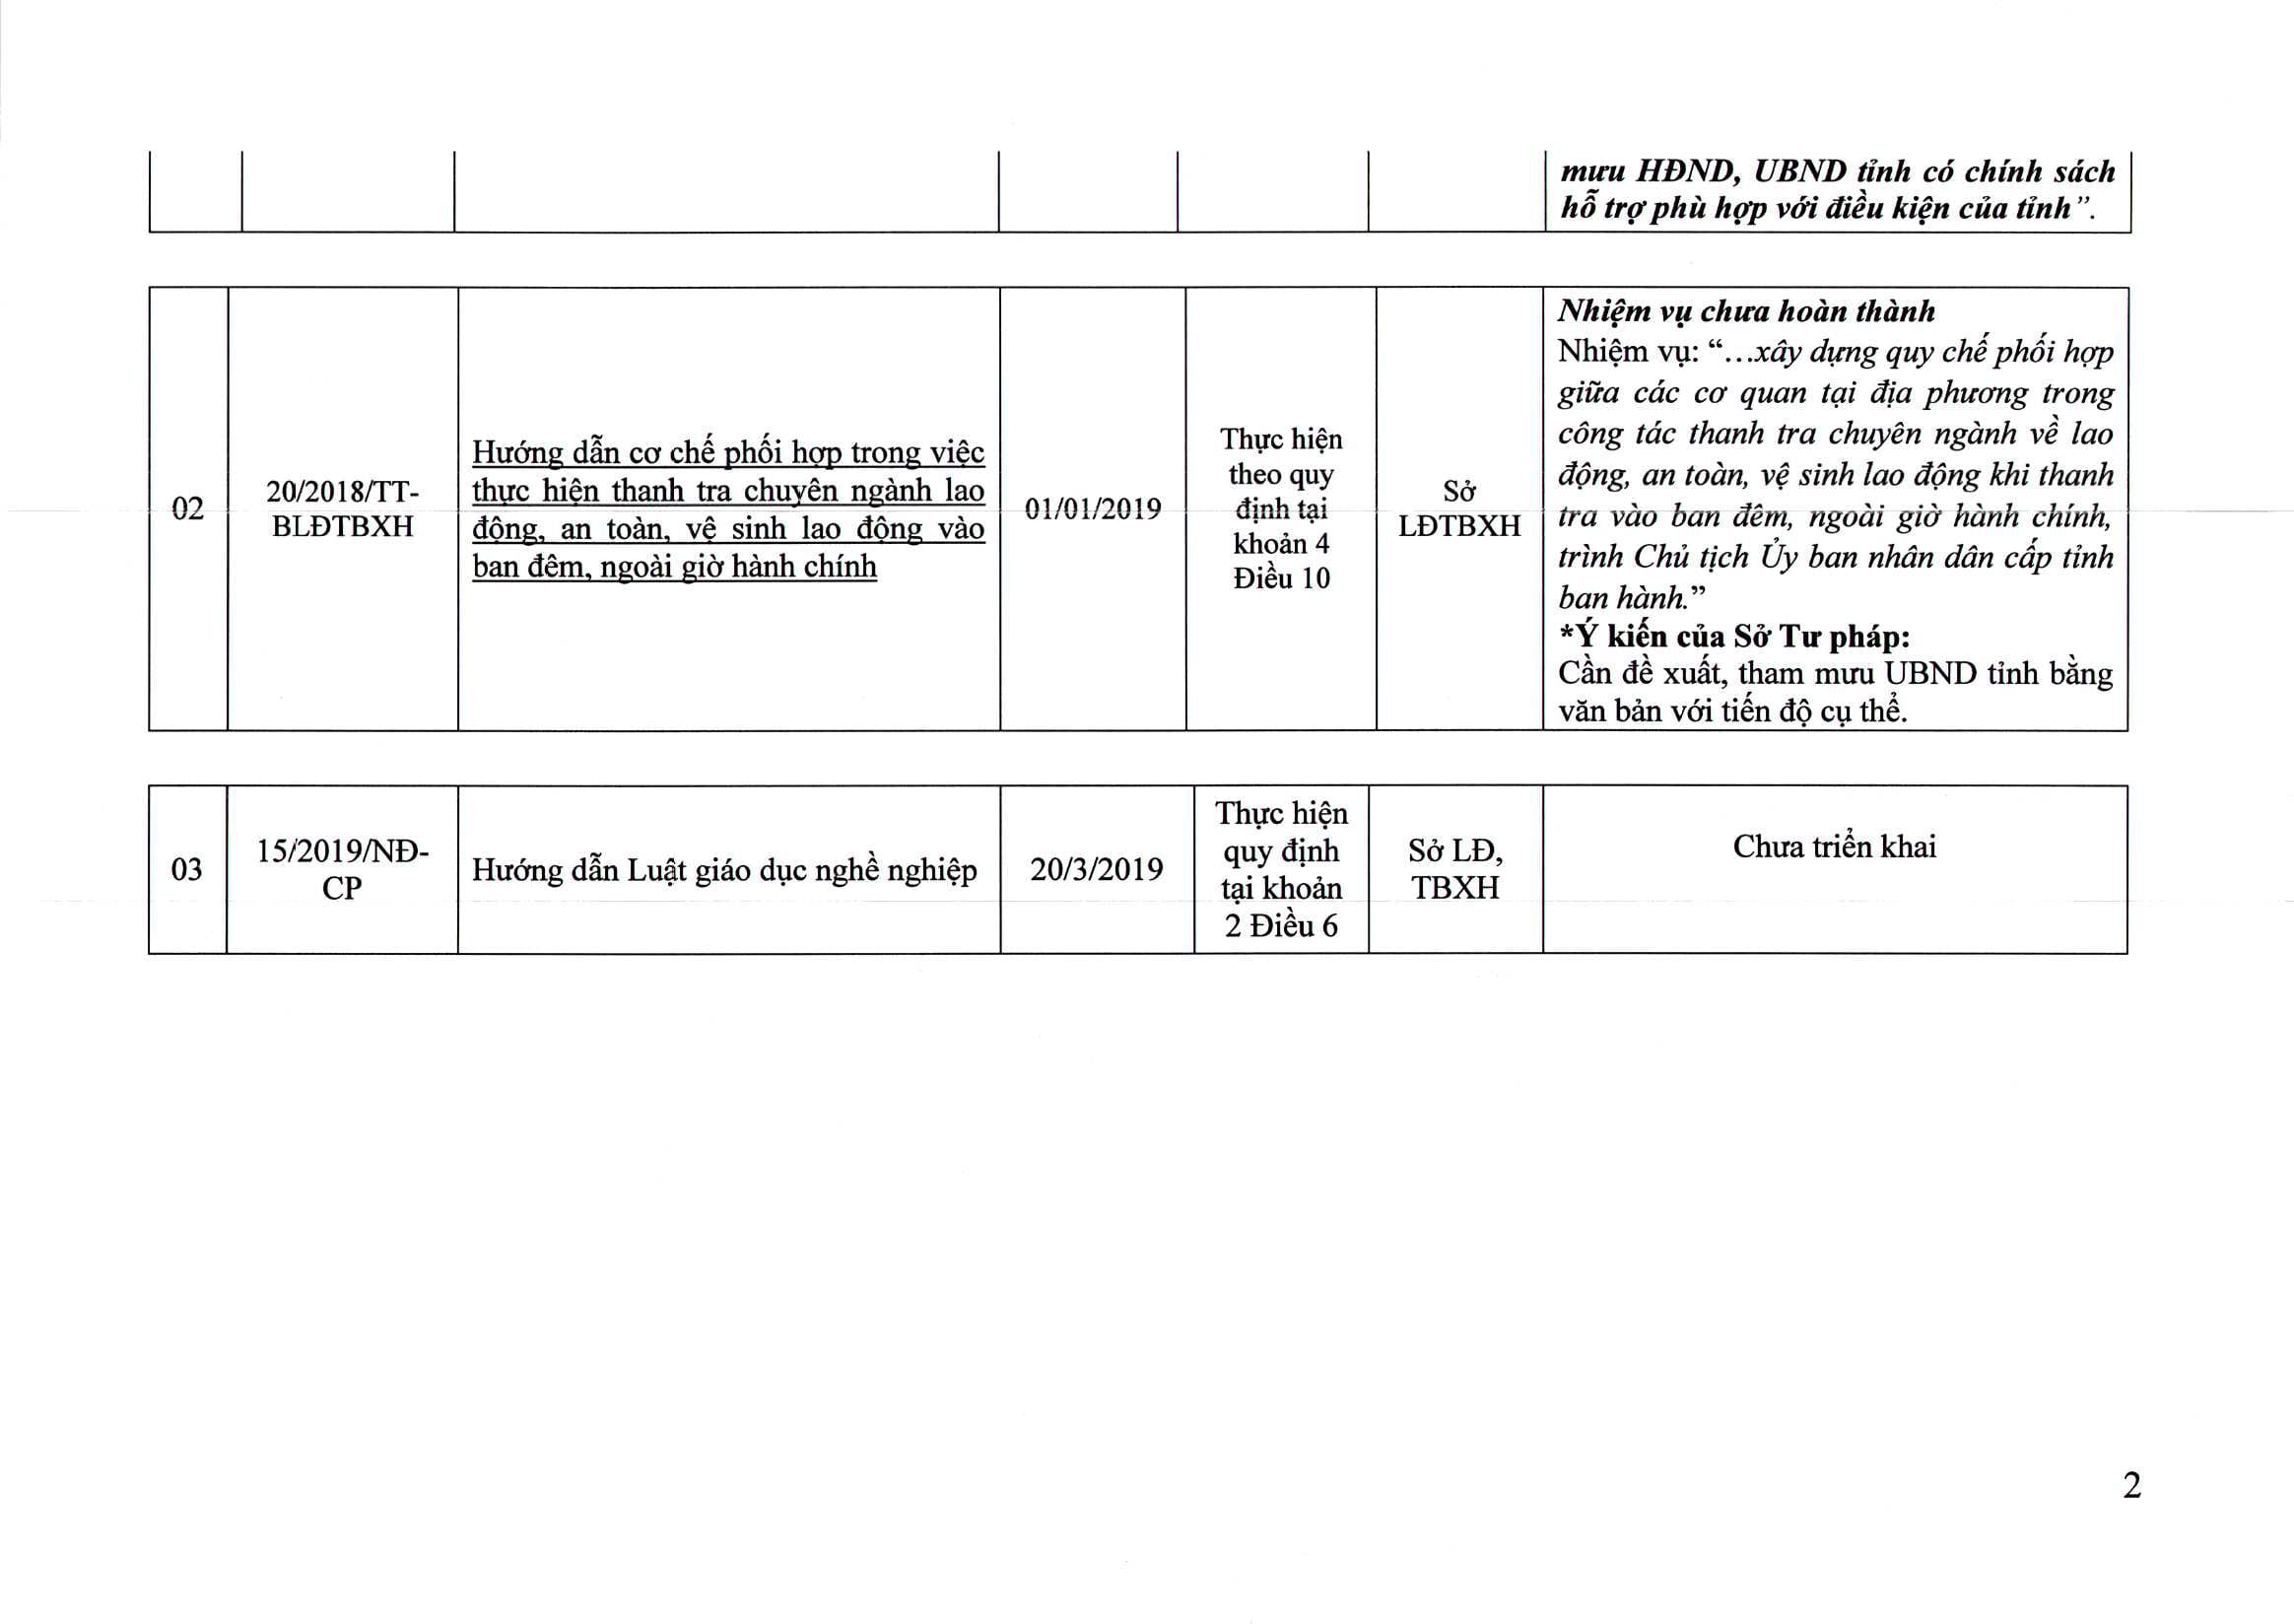 mưu HĐND, UBND tỉnh có chính sách
hỗ trợ phù hợp với điều kiện của tỉnh”.
02
20/2018/TT-
BLĐTBXH
Hướng dẫn cơ chế phối hợp trong việc
thực hiện thanh tra chuyên ngành lao
động, an toàn, vệ sinh lao động vào
ban đêm, ngoài giờ hành chính
01/01/2019
Thực hiện
theo quy
định tại
khoản 4
Điều 10
Sở
LĐTBXH
Nhiệm vụ chưa hoàn thành
Nhiệm vụ: “…xây dựng quy chế phối hợp
giữa các cơ quan tại địa phương trong
công tác thanh tra chuyên ngành về lao
động, an toàn, vệ sinh lao động khi thanh
tra vào ban đêm, ngoài giờ hành chính,
trình Chủ tịch Ủy ban nhân dân cấp tỉnh
ban hành.”
*Ý kiến của Sở Tư pháp:
Cần đề xuất, tham mưu UBND tỉnh bằng
văn bản với tiến độ cụ thể.
03
15/2019/NĐ-
CP
Hướng dẫn Luật giáo dục nghề nghiệp
20/3/2019
Thực hiện
quy định
tại khoản
2 Điều 6
Sở LĐ,
TBXH
Chưa triển khai
2